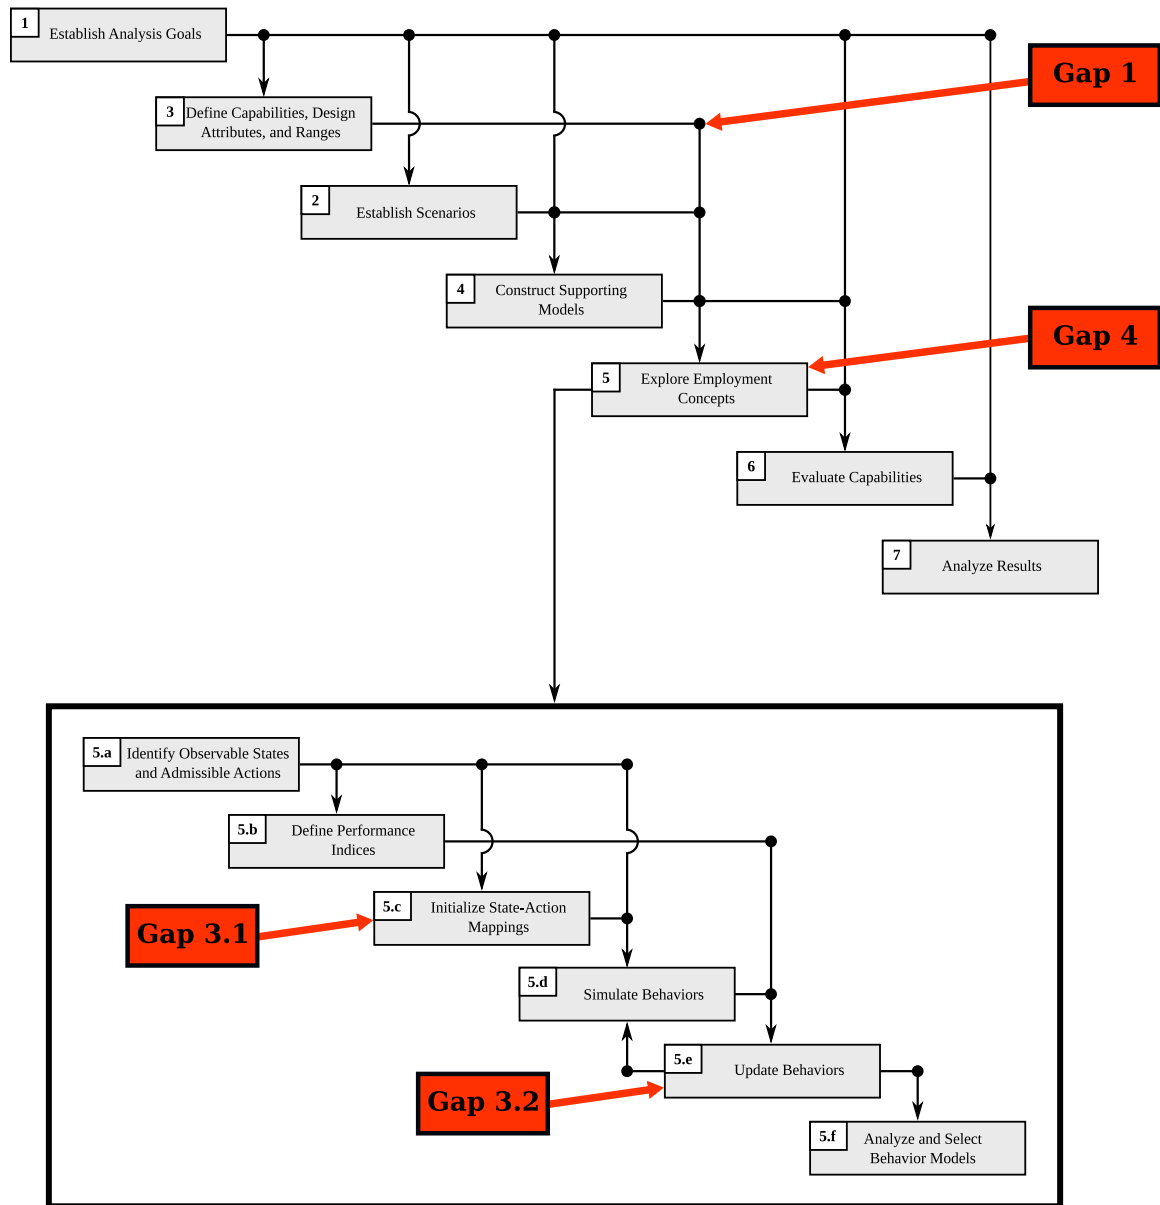 1
Establish Analysis Goals
Gap 1
3
Define Capabilities, Design
Attributes, and Ranges
2
Establish Scenarios
4
Construct Supporting
Models
Gap 4
5
Explore Employment
Concepts
6
Evaluate Capabilities
7
Analyze Results
5.a
Identify Observable States
and Admissible Actions
5.b
Define Performance
Indices
5.c
Initialize State-Action
Mappings
Gap 3.1
5.d
Simulate Behaviors
5.e
Update Behaviors
Gap 3.2
5.f
Analyze and Select
Behavior Models